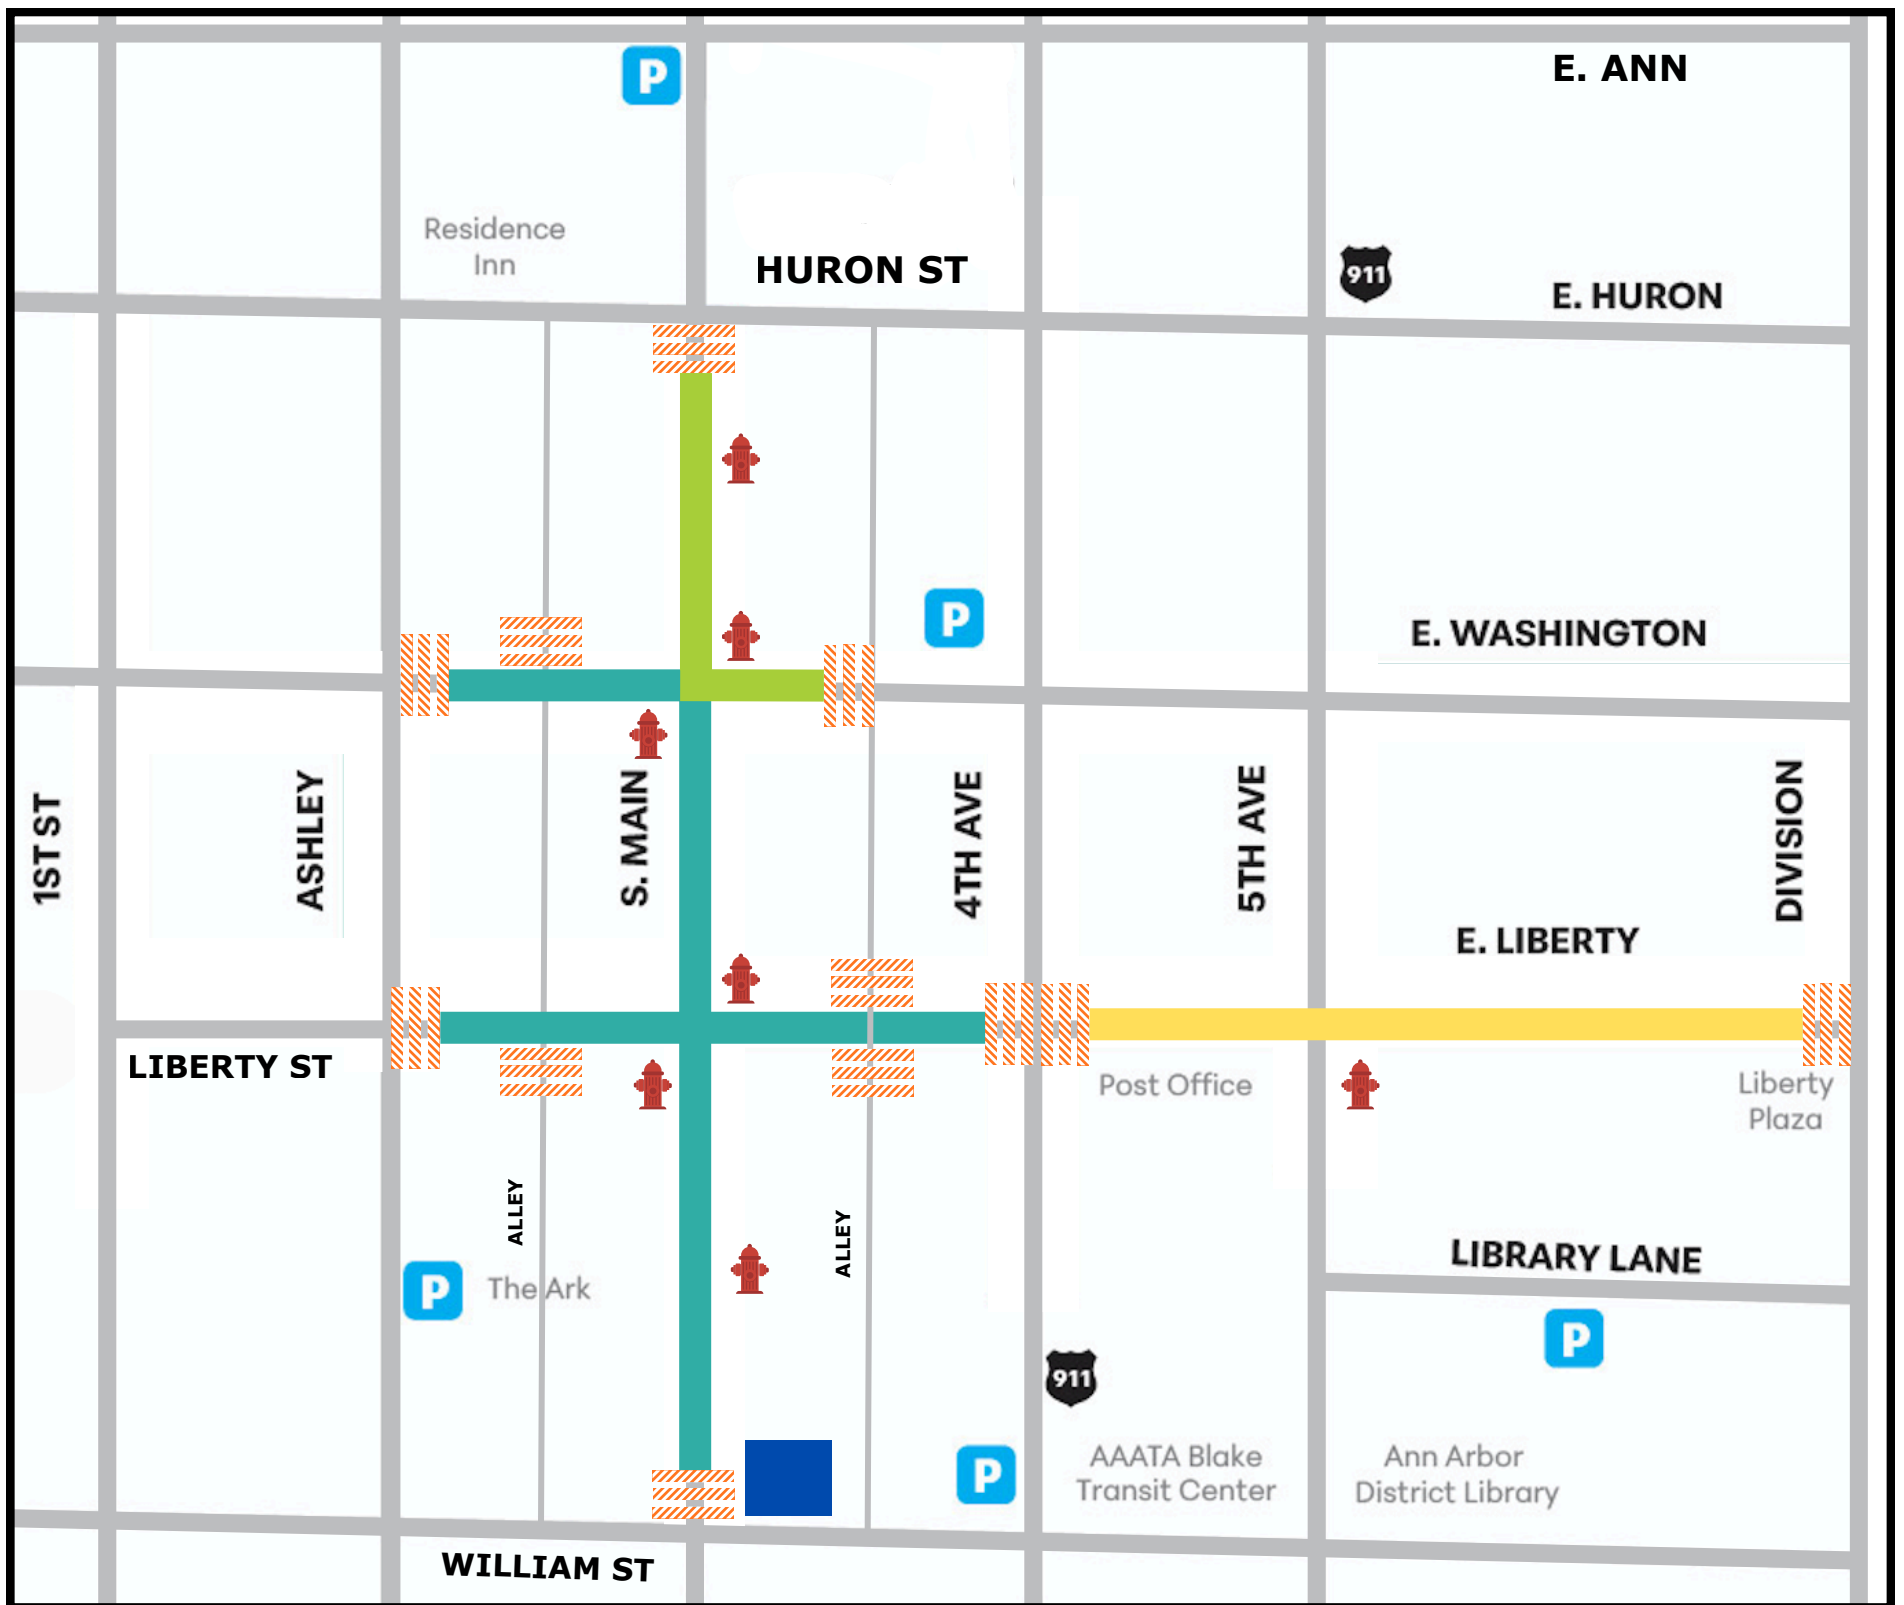 E. ANN
P
Residence
Inn
HURON ST
911
E. HURON
P
E. WASHINGTON
1ST ST
ASHLEY
S. MAIN
4TH AVE
5TH AVE
DIVISION
E. LIBERTY
LIBERTY ST
Post Office
Liberty
Plaza
ALLEY
ALLEY
LIBRARY LANE
P
The Ark
P
911
P
AAATA Blake
Transit Center
Ann Arbor
District Library
WILLIAM ST